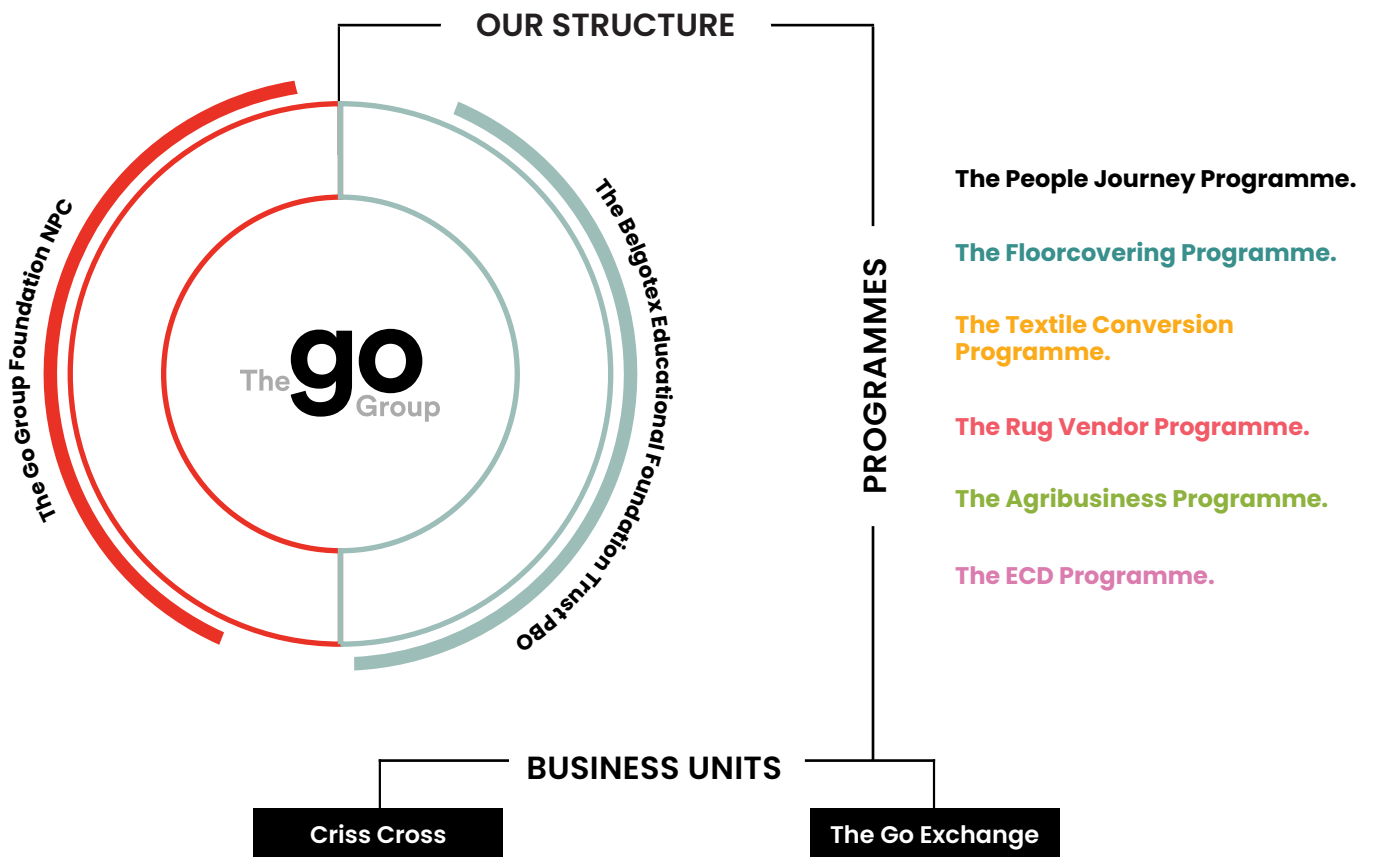 OUR STRUCTURE
The Go Group Foundation NPC
The Belgotex Educational Foundation Trust PBO
The go Group
PROGRAMMES
The People Journey Programme.
The Floorcovering Programme.
The Textile Conversion
Programme.
The Rug Vendor Programme.
The Agribusiness Programme.
The ECD Programme.
BUSINESS UNITS
Criss Cross
The Go Exchange